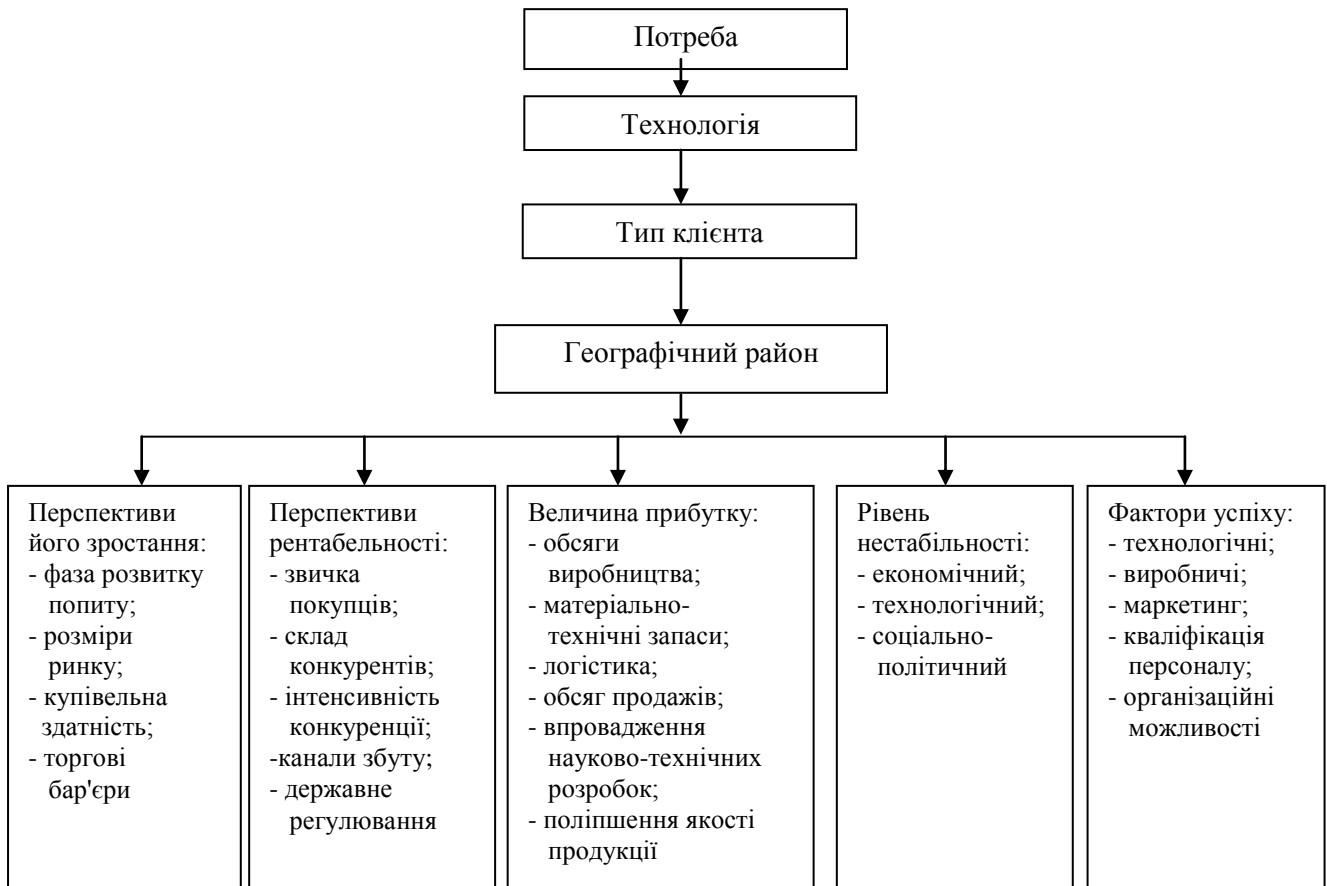 Потреба
Технологія
Тип клієнта
Географічний район
Перспективи
його зростання:
- фаза розвитку
попиту;
- розміри
ринку;
- купівельна
здатність;
- торгові
бар'єри
Перспективи
рентабельності:
- звичка
покупців;
- склад
конкурентів;
- інтенсивність
конкуренції;
-канали збуту;
- державне
регулювання
Величина прибутку:
- обсяги
виробництва;
- матеріально-
технічні запаси;
- логістика;
- обсяг продажів;
- впровадження
науково-технічних
розробок;
- поліпшення якості
продукції
Рівень
нестабільності:
- економічний;
- технологічний;
- соціально-
політичний
Фактори успіху:
- технологічні;
- виробничі;
- маркетинг;
- кваліфікація
персоналу;
- організаційні
можливості